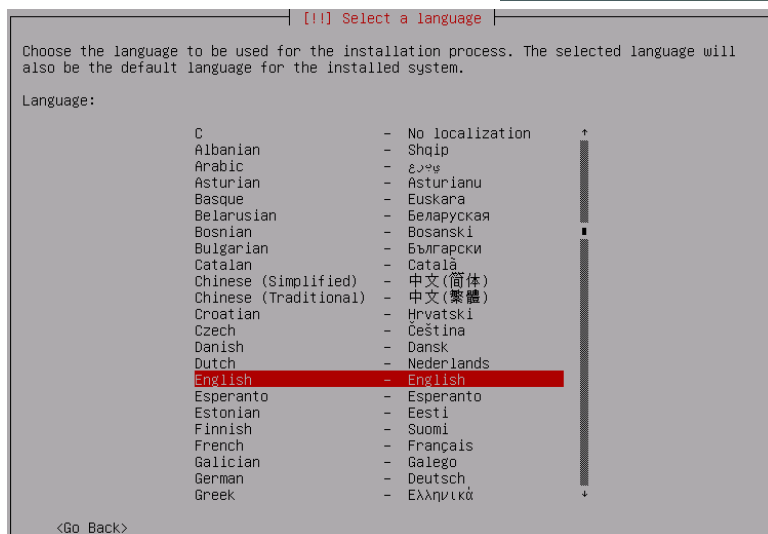 [!!] Select a language
Choose the language to be used for the installation process. The selected language will
also be the default language for the installed system.
Language:
C - No localization
Albanian - Shqip
Arabic - عربي
Asturian - Asturianu
Basque - Euskara
Belarusian - Беларуская
Bosnian - Bosanski
Bulgarian - Български
Catalan - Català
Chinese (Simplified) - 中文(简体)
Chinese (Traditional) - 中文(繁體)
Croatian - Hrvatski
Czech - Čeština
Danish - Dansk
Dutch - Nederlands
English - English
Esperanto - Esperanto
Estonian - Eesti
Finnish - Suomi
French - Français
Galician - Galego
German - Deutsch
Greek - Ελληνικά
<Go Back>